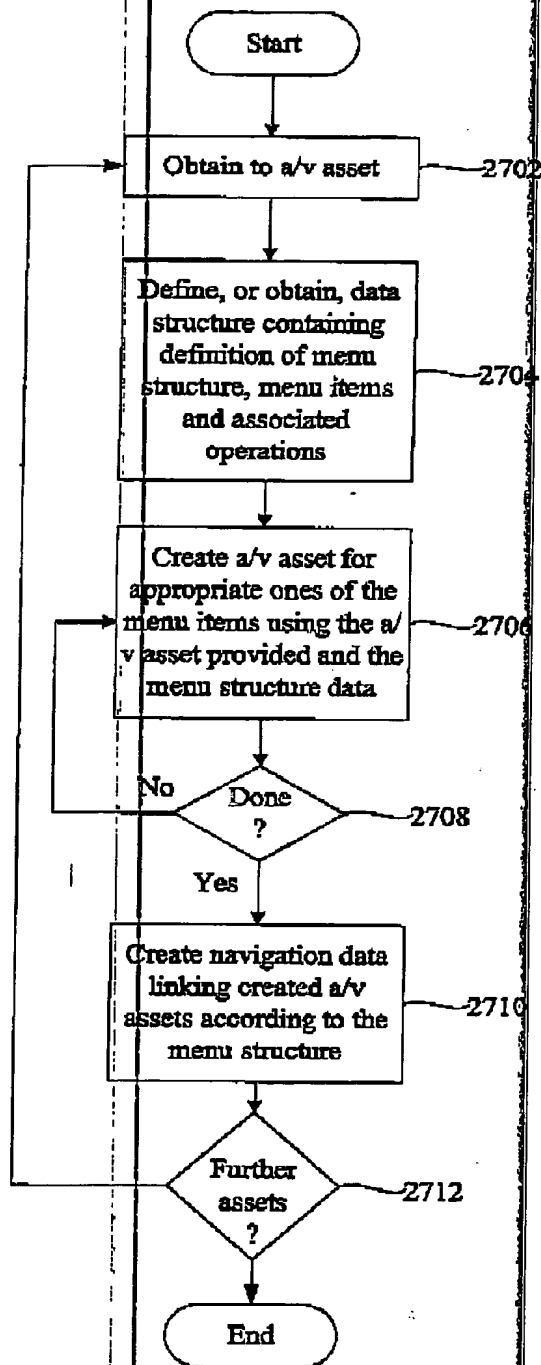 Start
Obtain to a/v asset
2702
Define, or obtain, data
structure containing
definition of menu
structure, menu items
and associated
operations
2704
Create a/v asset for
appropriate ones of the
menu items using the a/
v asset provided and the
menu structure data
2706
No
Done
?
2708
Yes
Create navigation data
linking created a/v
assets according to the
menu structure
2710
Further
assets
?
2712
End